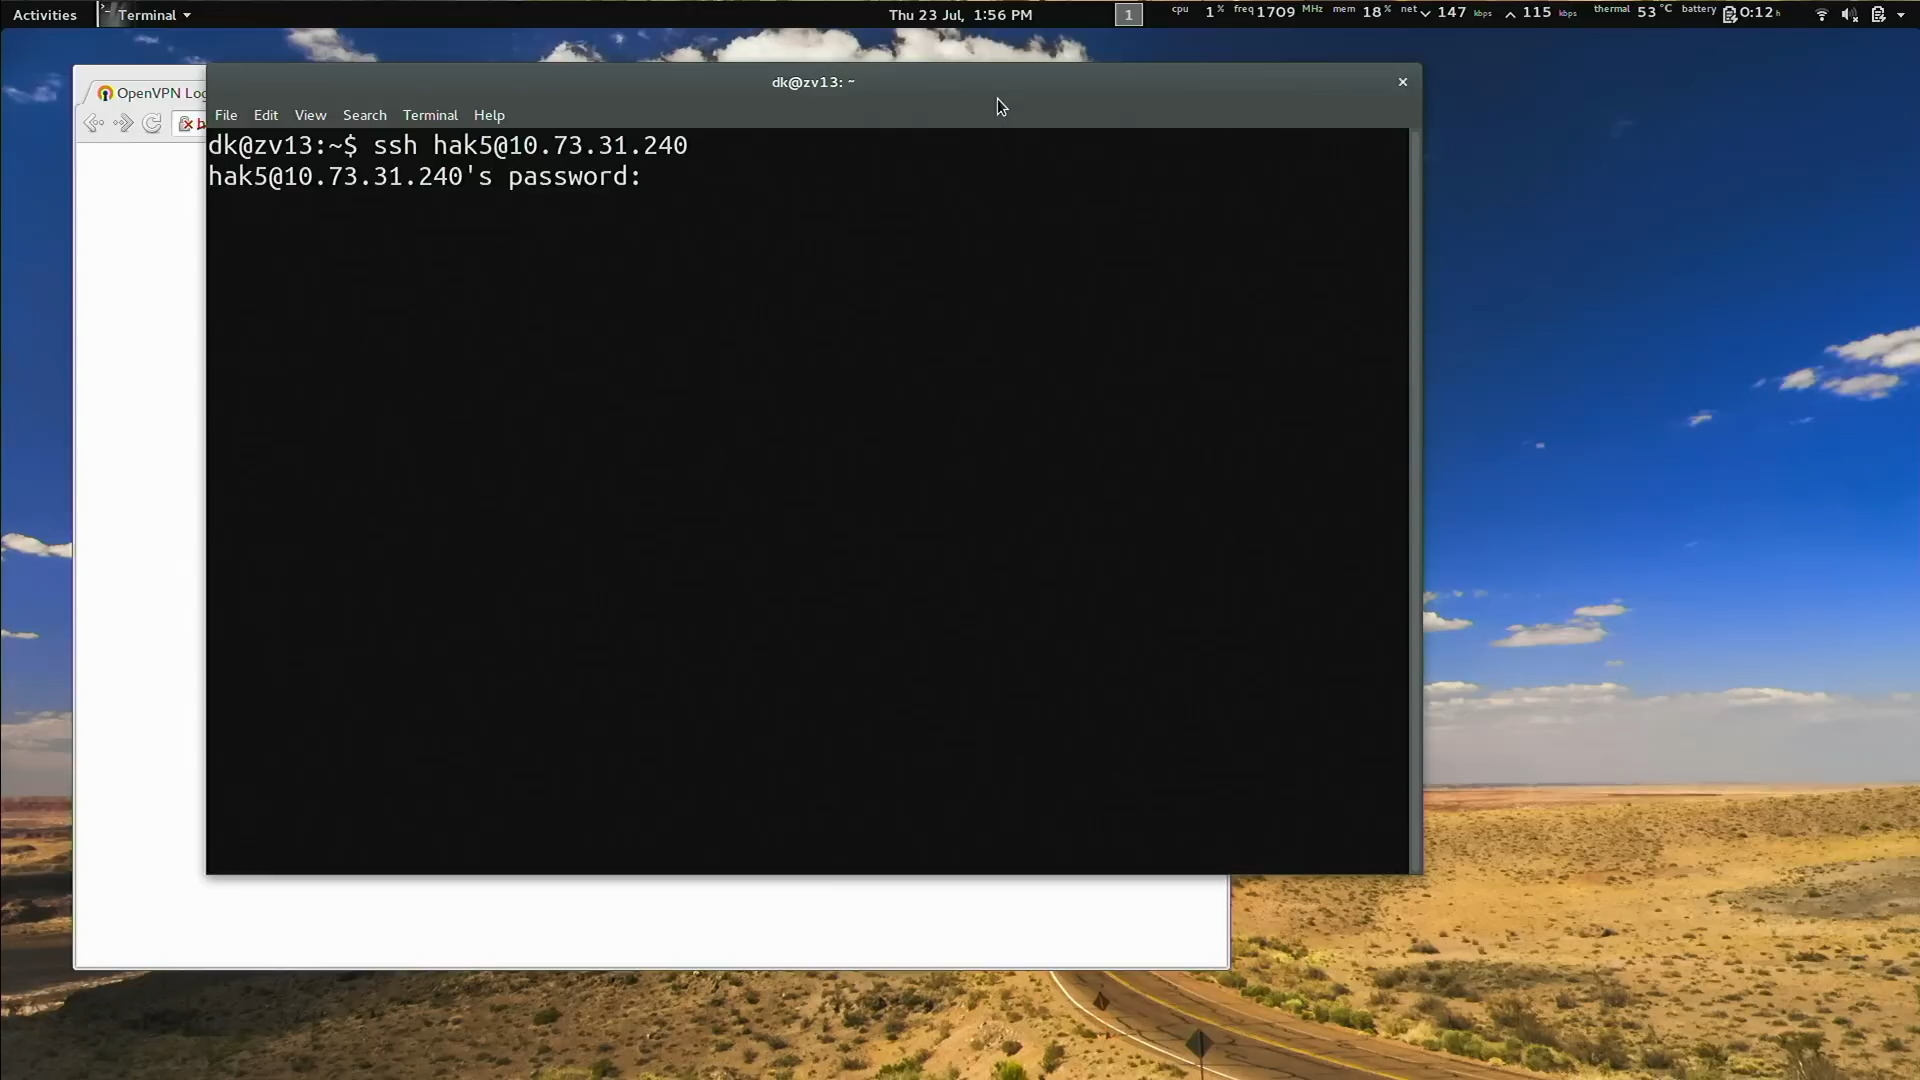 Activities Terminal Thu 23 Jul, 1:56 PM 1 cpu 1 % freq 1709 MHz mem 18 % net 147 kbps 115 kbps thermal 53 °C battery 0:12 h
dk@zv13: ~
OpenVPN Log
File Edit View Search Terminal Help
dk@zv13:~$ ssh hak5@10.73.31.240
hak5@10.73.31.240's password: